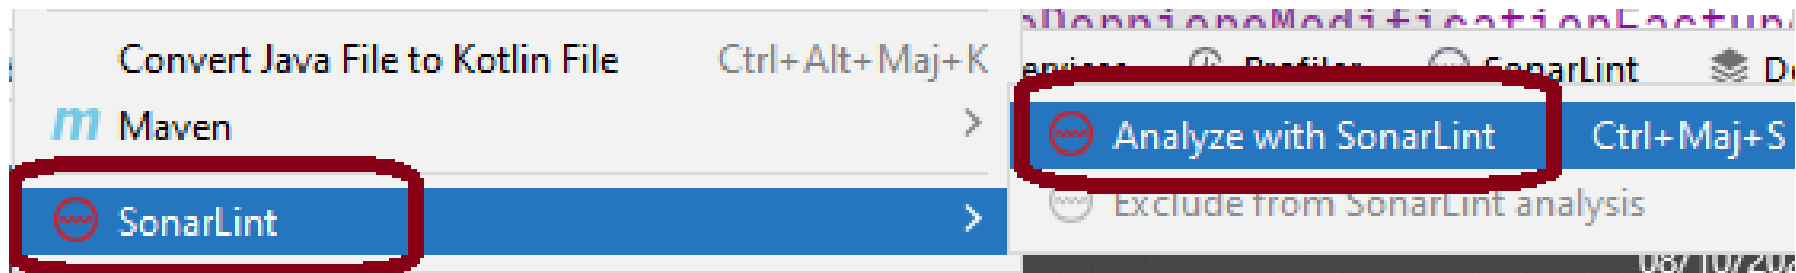 Convert Java File to Kotlin File Ctrl+Alt+Maj+K
m Maven
SonarLint
Profiler SonarLint
Analyze with SonarLint Ctrl+Maj+S
Exclude from SonarLint analysis